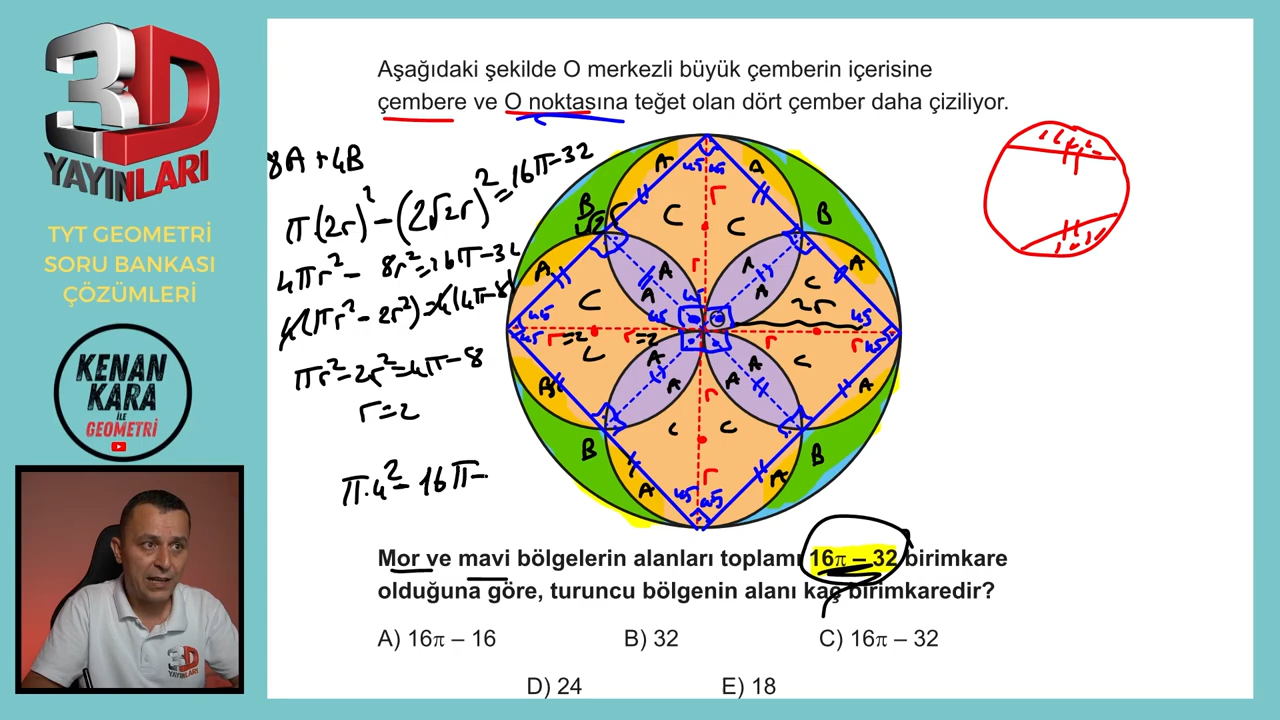 3D
YAYINLARI
TYT GEOMETRİ
SORU BANKASI
ÇÖZÜMLERİ
KENAN
KARA
İLE
GEOMETRİ
3D
YAYINLARI
Aşağıdaki şekilde O merkezli büyük çemberin içerisine
çembere ve O noktasına teğet olan dört çember daha çiziliyor.
8A + 4B
π(2r)² − (2√2r)² = 16π − 32
4πr² − 8r² = 16π − 32
4(πr² − 2r²) = 4(4π − 8)
πr² − 2r² = 4π − 8
r = 2
π.4² − 16π −
Mor ve mavi bölgelerin alanları toplamı 16π – 32 birimkare
olduğuna göre, turuncu bölgenin alanı kaç birimkaredir?
A) 16π – 16
B) 32
C) 16π – 32
D) 24
E) 18